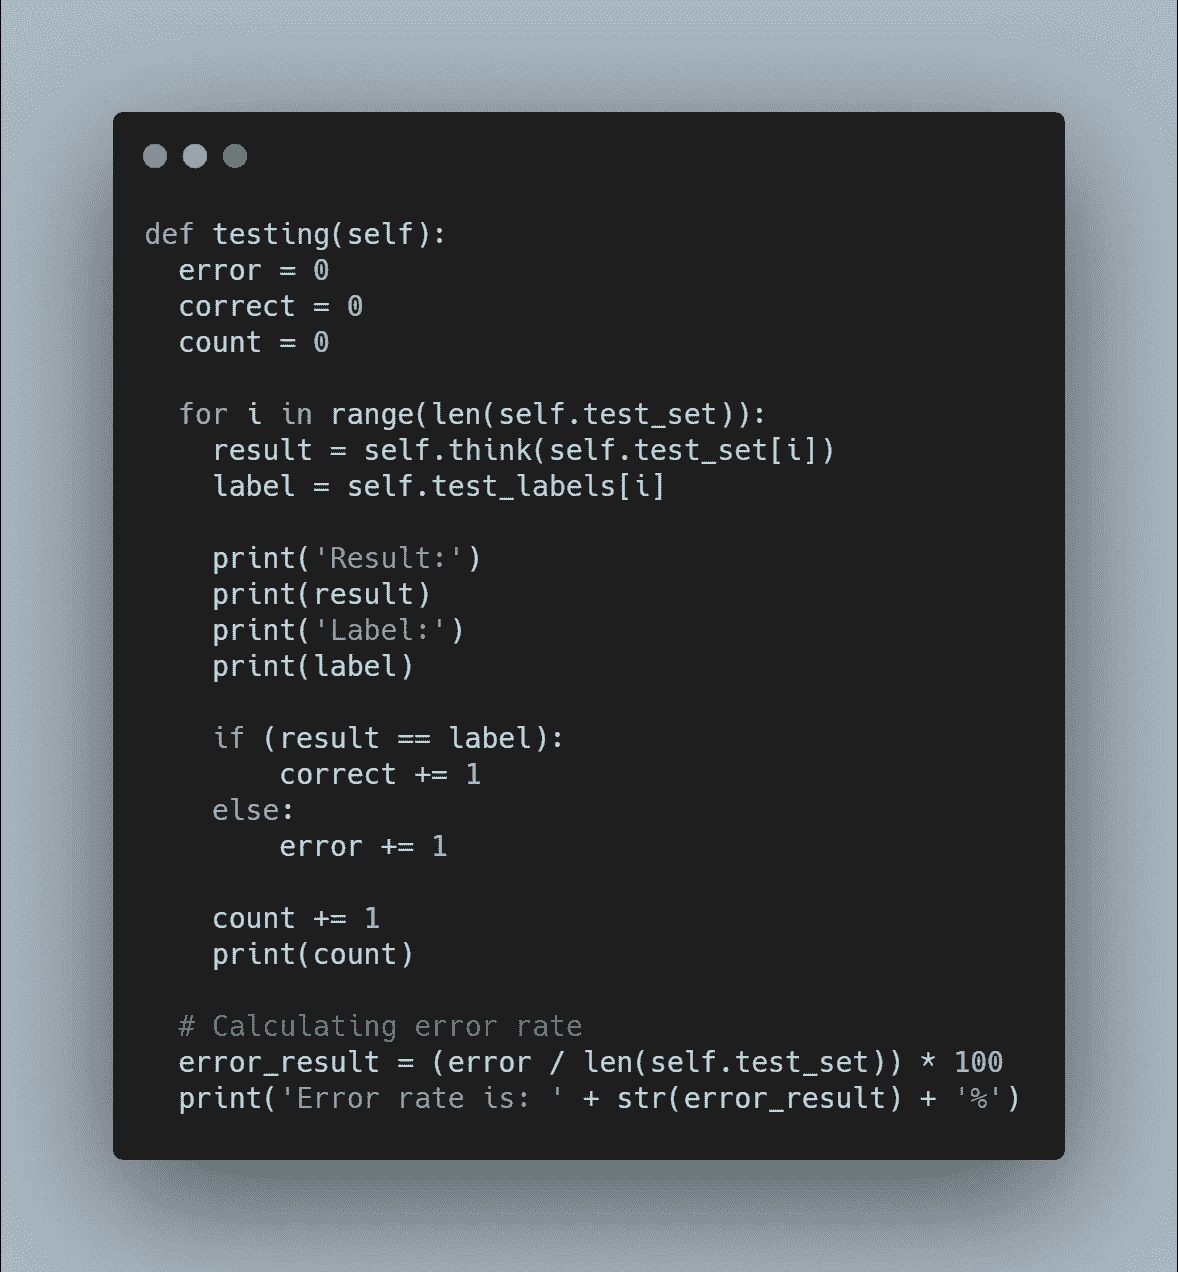 def testing(self):
  error = 0
  correct = 0
  count = 0

  for i in range(len(self.test_set)):
    result = self.think(self.test_set[i])
    label = self.test_labels[i]

    print('Result:')
    print(result)
    print('Label:')
    print(label)

    if (result == label):
        correct += 1
    else:
        error += 1

    count += 1
    print(count)

  # Calculating error rate
  error_result = (error / len(self.test_set)) * 100
  print('Error rate is: ' + str(error_result) + '%')